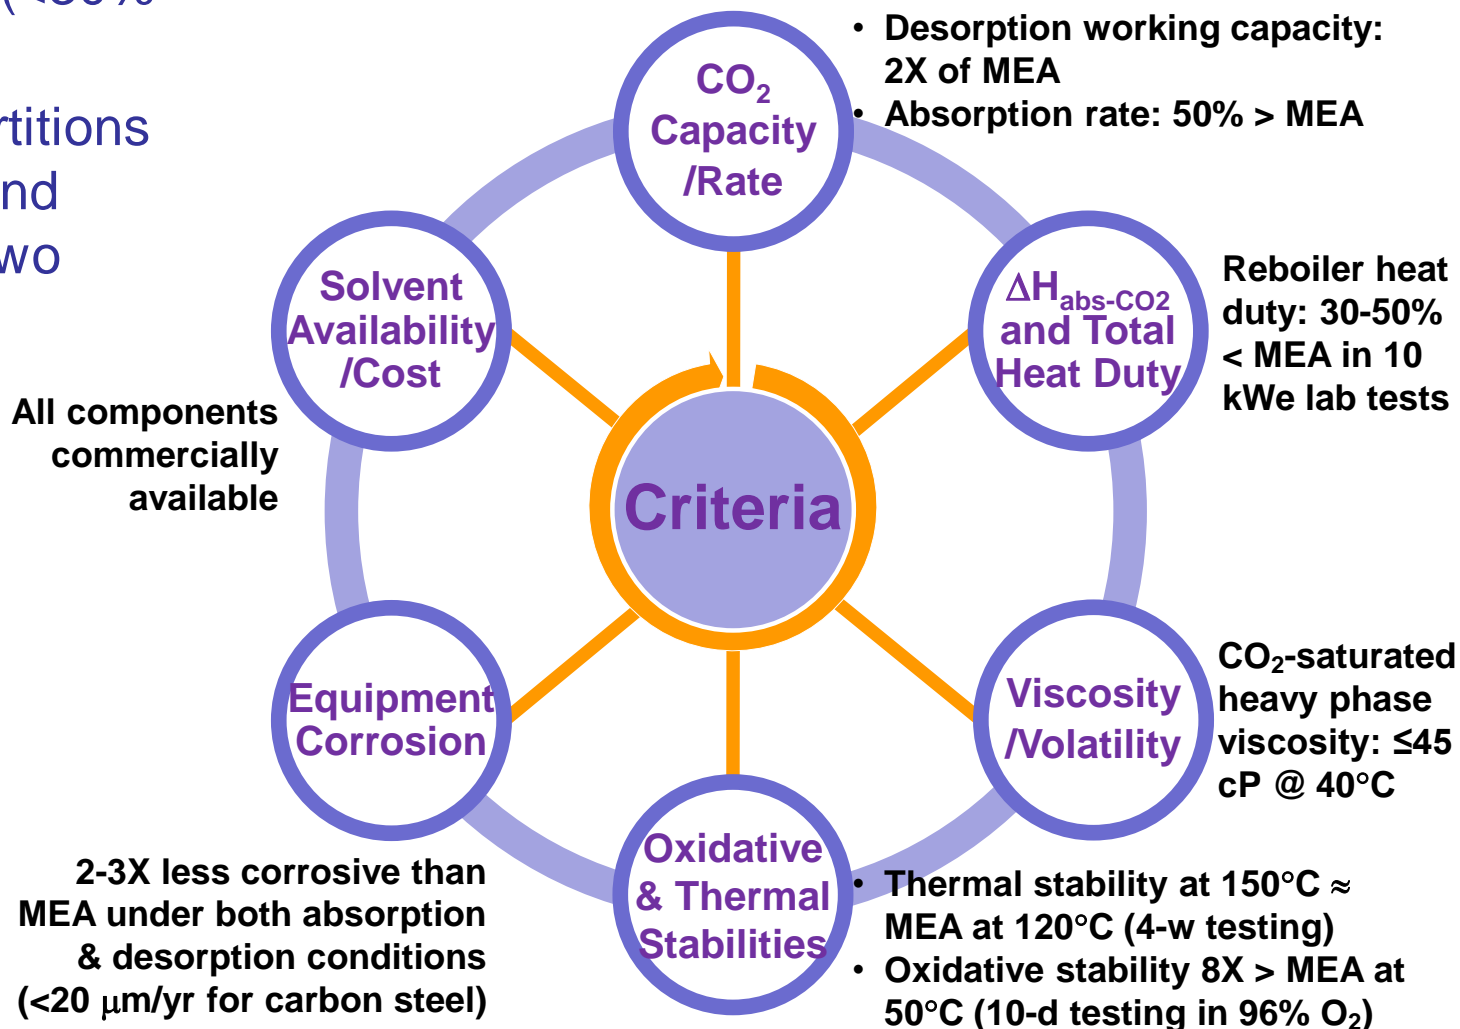 (<30%
rtitions
nd
wo
CO₂
Capacity
/Rate
• Desorption working capacity:
2X of MEA
• Absorption rate: 50% > MEA
ΔHabs-CO2
and Total
Heat Duty
Reboiler heat
duty: 30-50%
< MEA in 10
kWe lab tests
Viscosity
/Volatility
CO₂-saturated
heavy phase
viscosity: ≤45
cP @ 40°C
Oxidative
& Thermal
Stabilities
• Thermal stability at 150°C ≈
MEA at 120°C (4-w testing)
• Oxidative stability 8X > MEA at
50°C (10-d testing in 96% O₂)
Equipment
Corrosion
2-3X less corrosive than
MEA under both absorption
& desorption conditions
(<20 μm/yr for carbon steel)
Solvent
Availability
/Cost
All components
commercially
available
Criteria